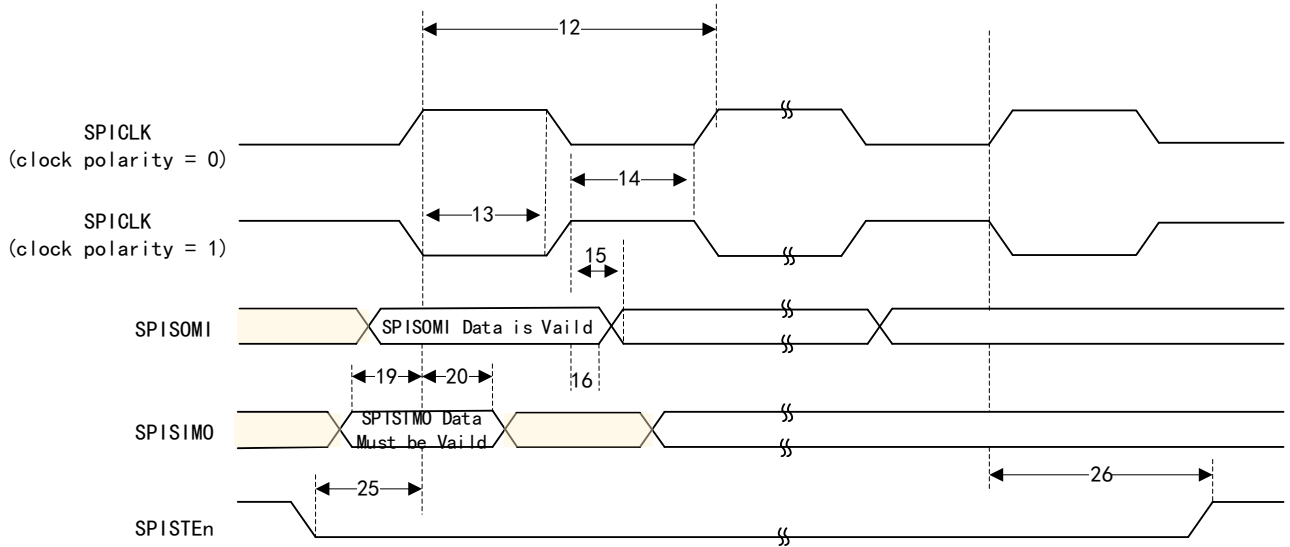 12
SPICLK
(clock polarity = 0)
14
13
SPICLK
(clock polarity = 1)
15
SPISOMI
SPISOMI Data is Vaild
19
20
16
SPISIMO
SPISIMO Data
Must be Vaild
25
26
SPISTEn